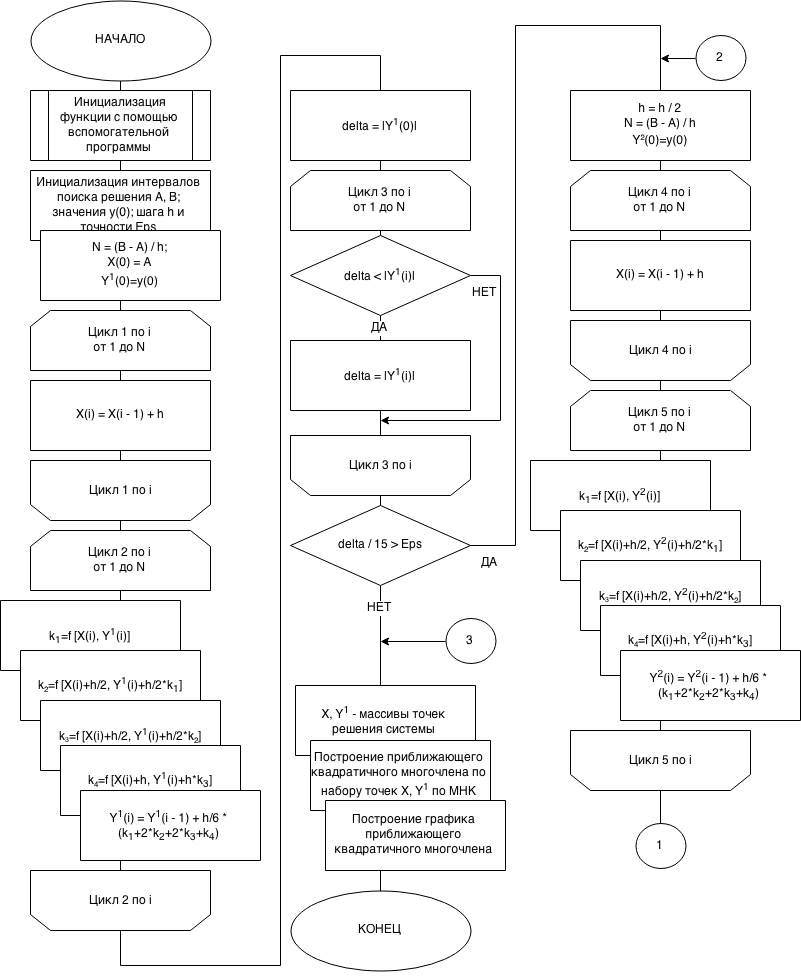 НАЧАЛО
Инициализация
функции с помощью
вспомогательной
программы
Инициализация интервалов
поиска решения A, B;
значения y(0); шага h и
точности Eps
N = (B - A) / h;
X(0) = A
Y¹(0)=y(0)
Цикл 1 по i
от 1 до N
X(i) = X(i - 1) + h
Цикл 1 по i
Цикл 2 по i
от 1 до N
k₁=f [X(i), Y¹(i)]
k₂=f [X(i)+h/2, Y¹(i)+h/2*k₁]
k₃=f [X(i)+h/2, Y¹(i)+h/2*k₂]
k₄=f [X(i)+h, Y¹(i)+h*k₃]
Y¹(i) = Y¹(i - 1) + h/6 *
(k₁+2*k₂+2*k₃+k₄)
Цикл 2 по i
delta = |Y¹(0)|
Цикл 3 по i
от 1 до N
delta < |Y¹(i)|
НЕТ
ДА
delta = |Y¹(i)|
Цикл 3 по i
delta / 15 > Eps
ДА
НЕТ
3
X, Y¹ - массивы точек
решения системы
Построение приближающего
квадратичного многочлена по
набору точек X, Y¹ по МНК
Построение графика
приближающего
квадратичного многочлена
КОНЕЦ
2
h = h / 2
N = (B - A) / h
Y²(0)=y(0)
Цикл 4 по i
от 1 до N
X(i) = X(i - 1) + h
Цикл 4 по i
Цикл 5 по i
от 1 до N
k₁=f [X(i), Y²(i)]
k₂=f [X(i)+h/2, Y²(i)+h/2*k₁]
k₃=f [X(i)+h/2, Y²(i)+h/2*k₂]
k₄=f [X(i)+h, Y²(i)+h*k₃]
Y²(i) = Y²(i - 1) + h/6 *
(k₁+2*k₂+2*k₃+k₄)
Цикл 5 по i
1